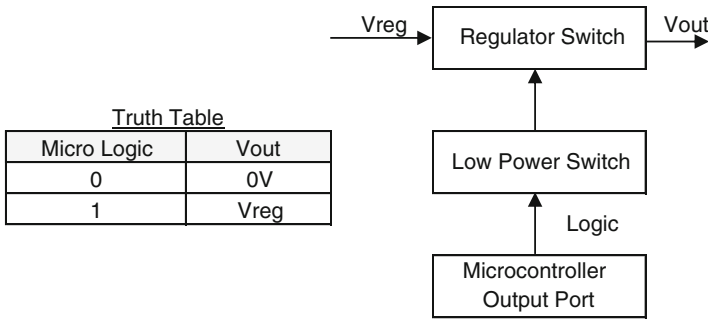 Vreg
Regulator Switch
Vout
Truth Table
Micro Logic Vout
0 0V
1 Vreg
Low Power Switch
Logic
Microcontroller
Output Port